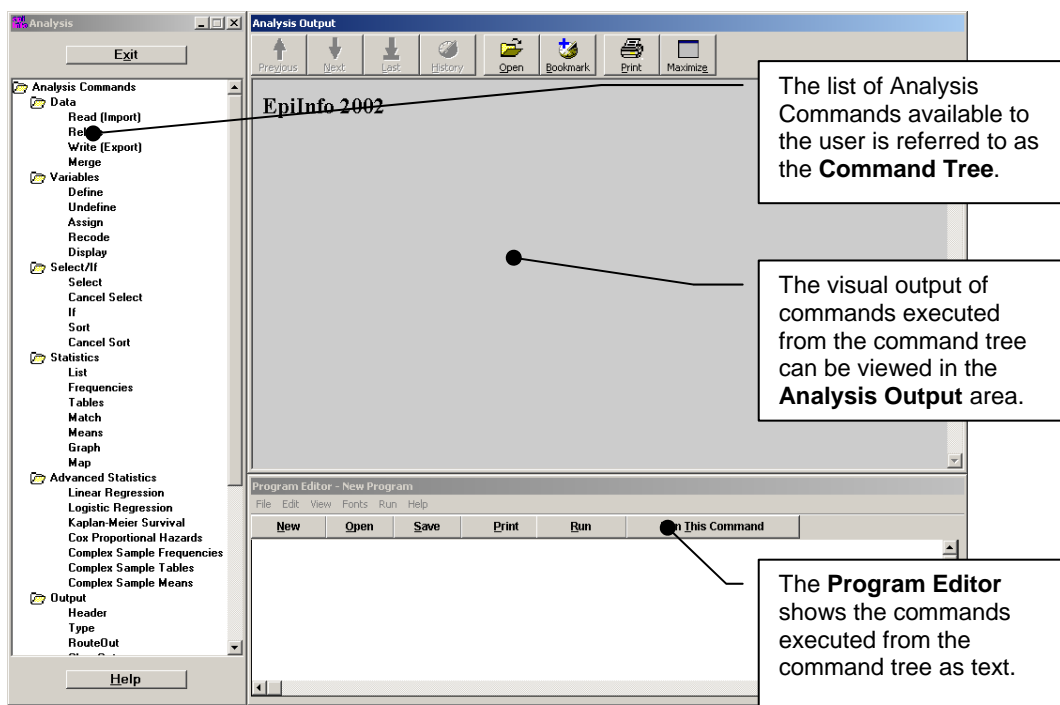 Analysis
Exit
Analysis Commands
Data
Read (Import)
Write (Export)
Merge
Variables
Define
Undefine
Assign
Recode
Display
Select/If
Select
Cancel Select
If
Sort
Cancel Sort
Statistics
List
Frequencies
Tables
Match
Means
Graph
Map
Advanced Statistics
Linear Regression
Logistic Regression
Kaplan-Meier Survival
Cox Proportional Hazards
Complex Sample Frequencies
Complex Sample Tables
Complex Sample Means
Output
Header
Type
RouteOut
Help
Analysis Output
Previous Next Last History Open Bookmark Print Maximize
EpiInfo 2002
Program Editor - New Program
File Edit View Fonts Run Help
New Open Save Print Run This Command
The list of Analysis
Commands available to
the user is referred to as
the Command Tree.
The visual output of
commands executed
from the command tree
can be viewed in the
Analysis Output area.
The Program Editor
shows the commands
executed from the
command tree as text.